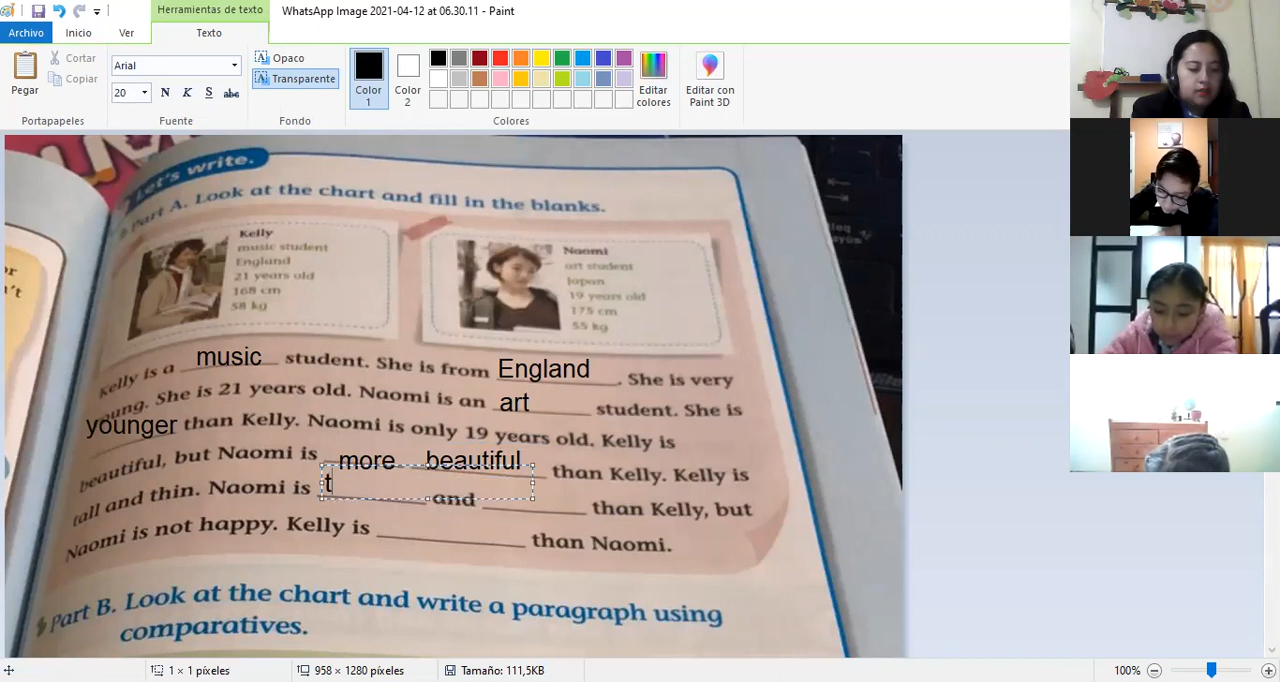 Herramientas de texto
WhatsApp Image 2021-04-12 at 06.30.11 - Paint
Archivo Inicio Ver Texto
Pegar
Cortar
Copiar
Portapapeles
Arial
20 N K S abc
Fuente
Opaco
Transparente
Fondo
Color 1
Color 2
Editar colores
Editar con Paint 3D
Colores
Let's write.
Part A. Look at the chart and fill in the blanks.
Kelly
music student
England
21 years old
168 cm
58 kg
Naomi
art student
Japan
19 years old
175 cm
55 kg
Kelly is a music student. She is from England. She is very
young. She is 21 years old. Naomi is an art student. She is
younger than Kelly. Naomi is only 19 years old. Kelly is
beautiful, but Naomi is more beautiful than Kelly. Kelly is
tall and thin. Naomi is t and than Kelly, but
Naomi is not happy. Kelly is than Naomi.
Part B. Look at the chart and write a paragraph using
comparatives.
1 × 1 píxeles
958 × 1280 píxeles
Tamaño: 111,5KB
100%